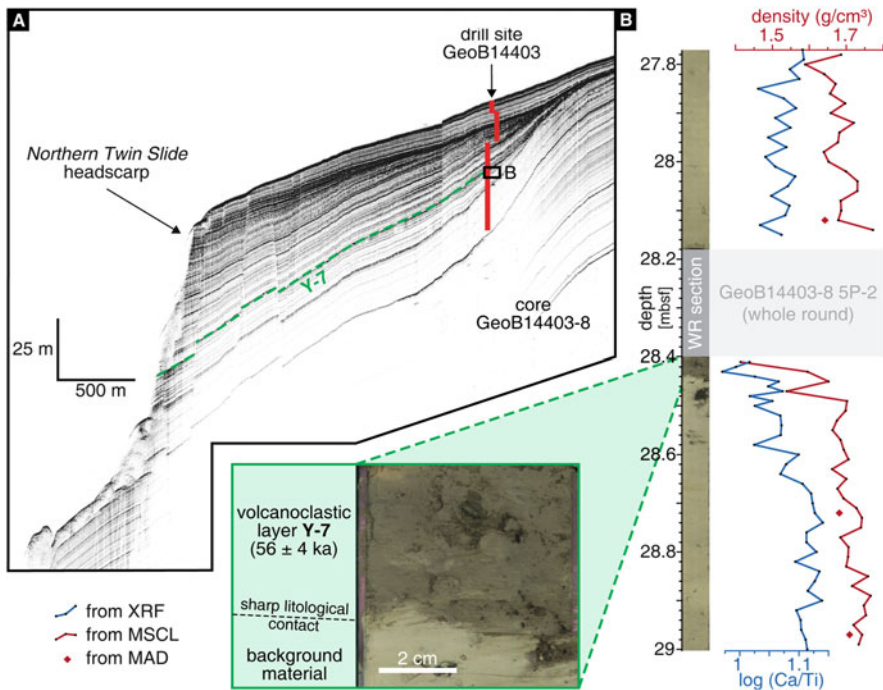 A
drill site
GeoB14403
Northern Twin Slide
headscarp
B
Y-7
core
GeoB14403-8
25 m
500 m
volcanoclastic
layer Y-7
(56 ± 4 ka)
sharp litological
contact
background
material
2 cm
from XRF
from MSCL
from MAD
B
density (g/cm³)
1.5
1.7
27.8
28
28.2
depth
[mbsf]
28.4
28.6
28.8
29
WR section
GeoB14403-8 5P-2
(whole round)
1
1.1
log (Ca/Ti)